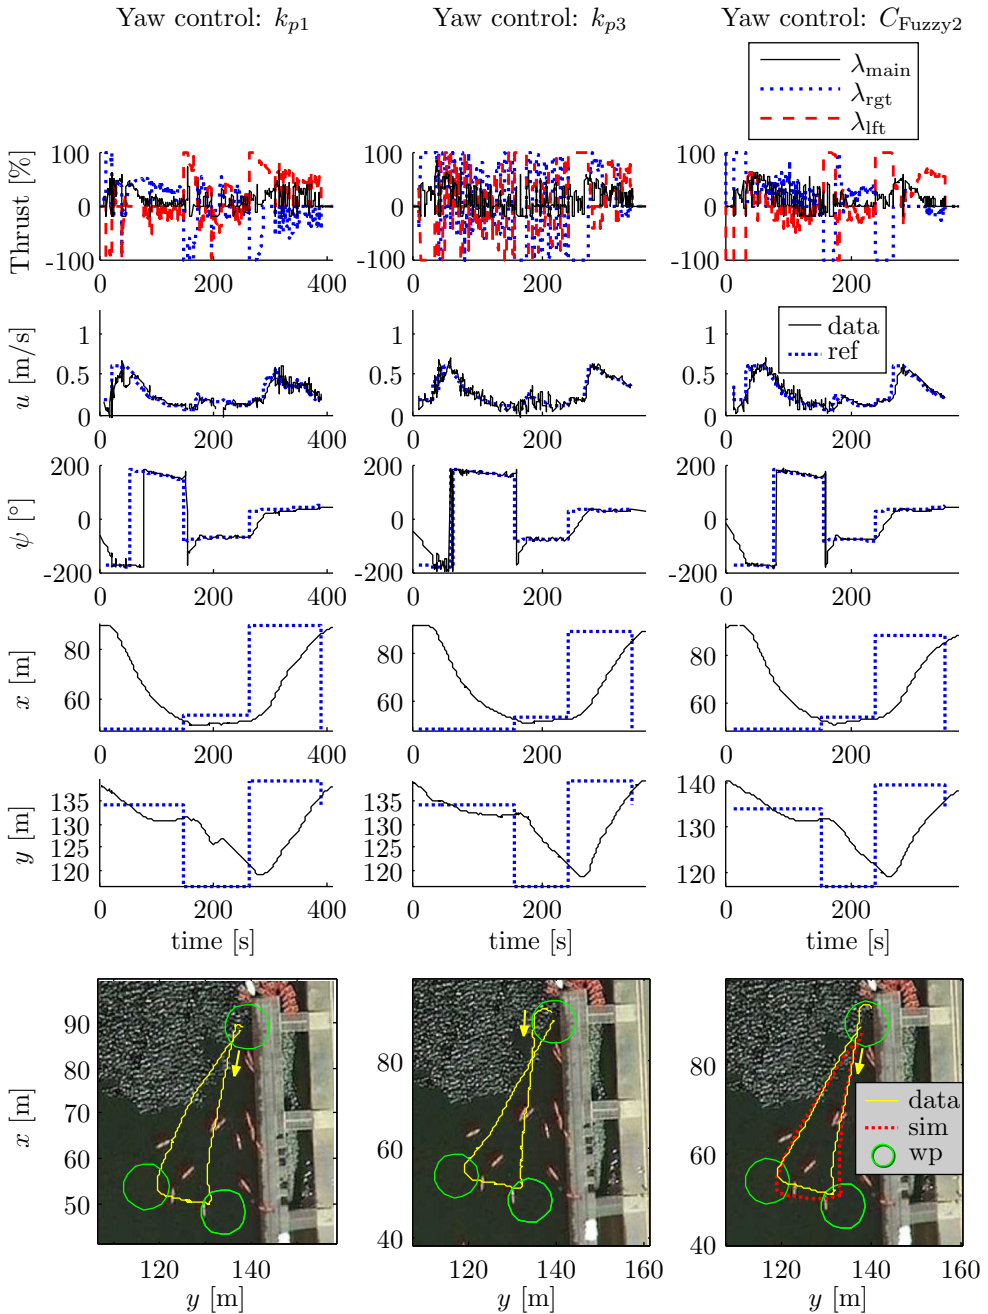 Yaw control: k_p1 Yaw control: k_p3 Yaw control: C_Fuzzy2
λ_main
λ_rgt
λ_lft
Thrust [%]
100 100 100
0 0 0
-100 -100 -100
0 200 400 0 200 0 200
u [m/s]
1 1 1
0.5 0.5 0.5
0 0 0
data
ref
0 200 400 0 200 0 200
ψ [°]
200 200 200
0 0 0
-200 -200 -200
0 200 400 0 200 0 200
x [m]
80 80 80
60 60 60
0 200 400 0 200 0 200
y [m]
135 135 140
130 130 130
125 125
120 120 120
0 200 400 0 200 0 200
time [s] time [s] time [s]
x [m]
90
80 80 80
70
60 60 60
50
40 40
data
sim
wp
120 140 120 140 160 120 140 160
y [m] y [m] y [m]